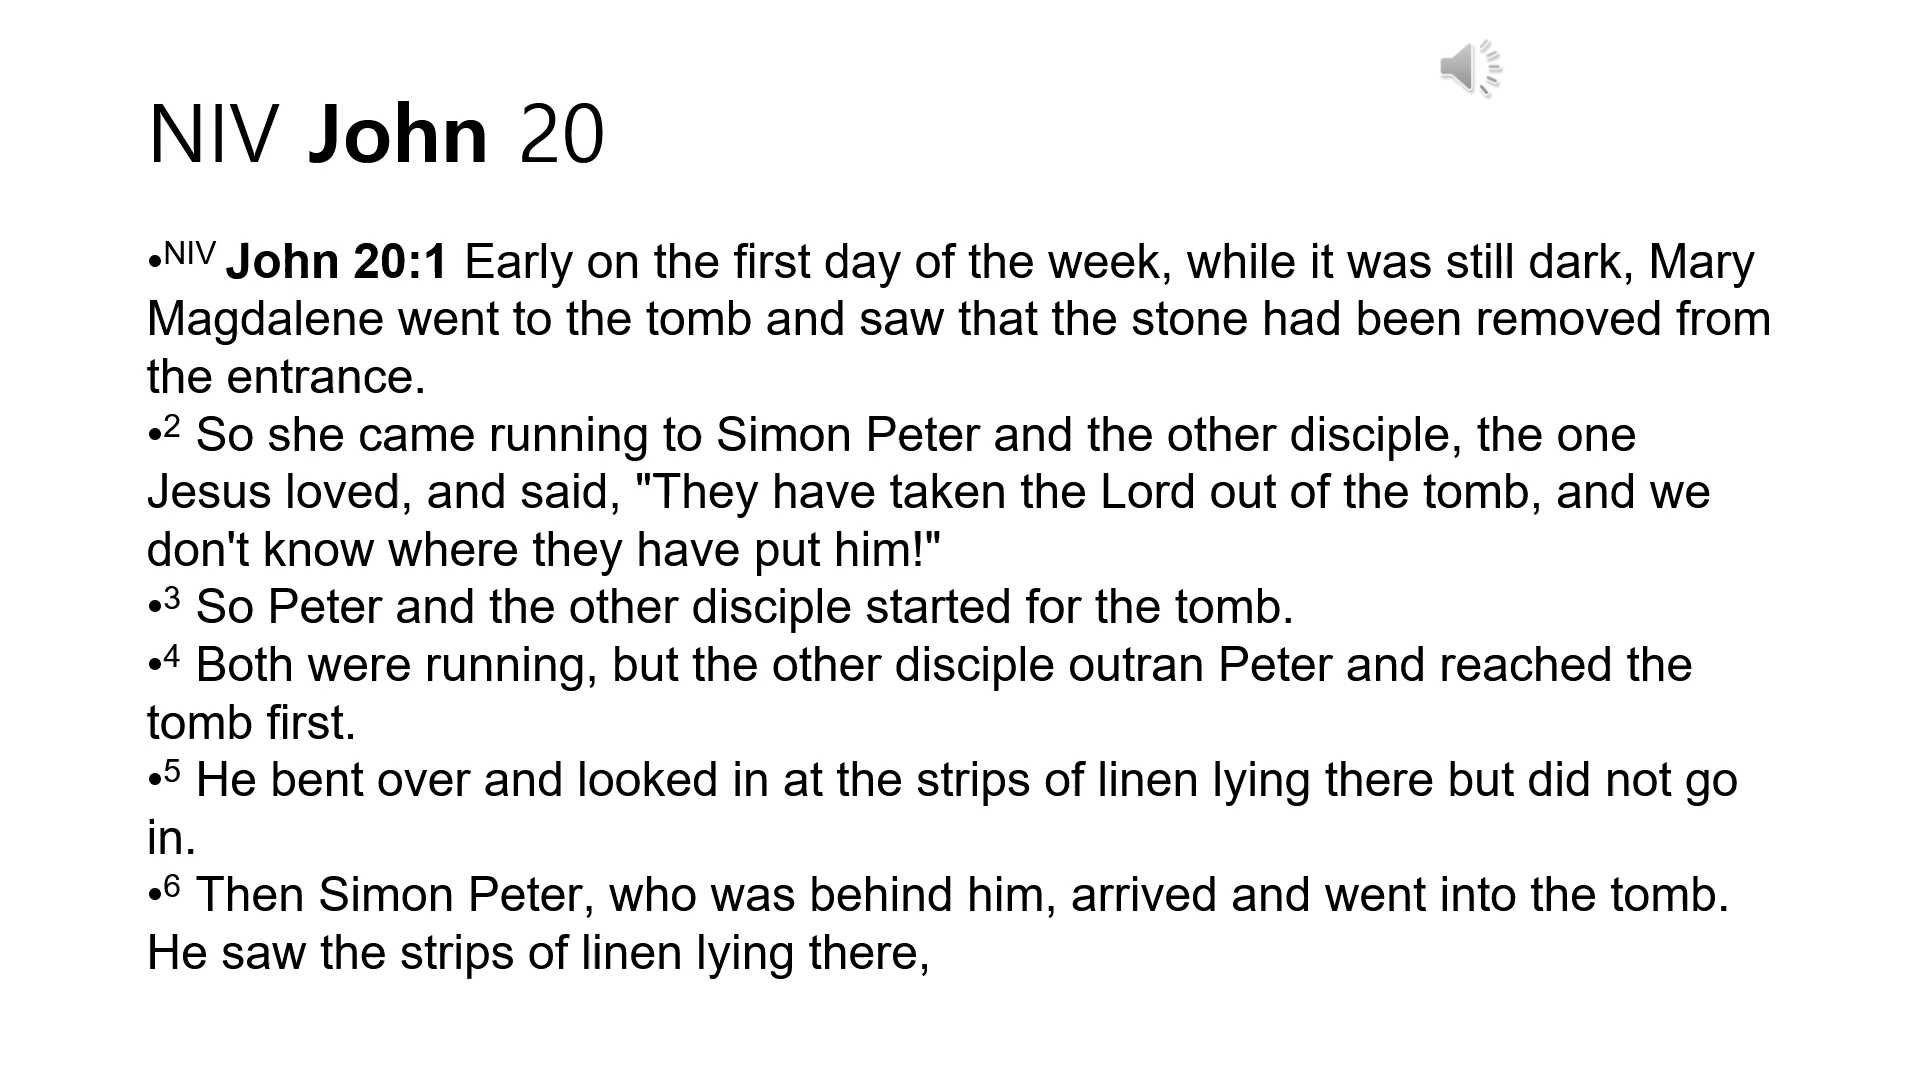 NIV John 20
•NIV John 20:1 Early on the first day of the week, while it was still dark, Mary
Magdalene went to the tomb and saw that the stone had been removed from
the entrance.
•2 So she came running to Simon Peter and the other disciple, the one
Jesus loved, and said, "They have taken the Lord out of the tomb, and we
don't know where they have put him!"
•3 So Peter and the other disciple started for the tomb.
•4 Both were running, but the other disciple outran Peter and reached the
tomb first.
•5 He bent over and looked in at the strips of linen lying there but did not go
in.
•6 Then Simon Peter, who was behind him, arrived and went into the tomb.
He saw the strips of linen lying there,